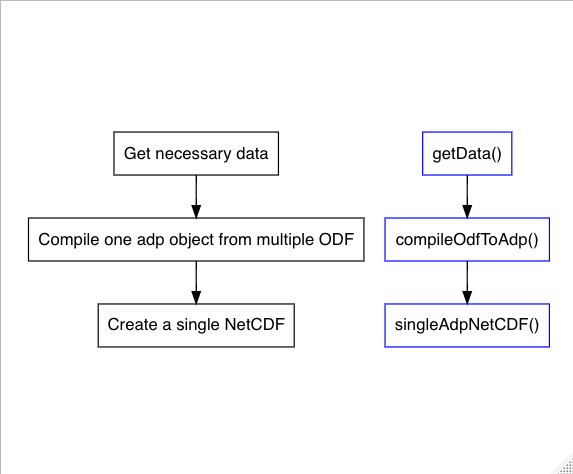 Get necessary data
getData()
Compile one adp object from multiple ODF
compileOdfToAdp()
Create a single NetCDF
singleAdpNetCDF()